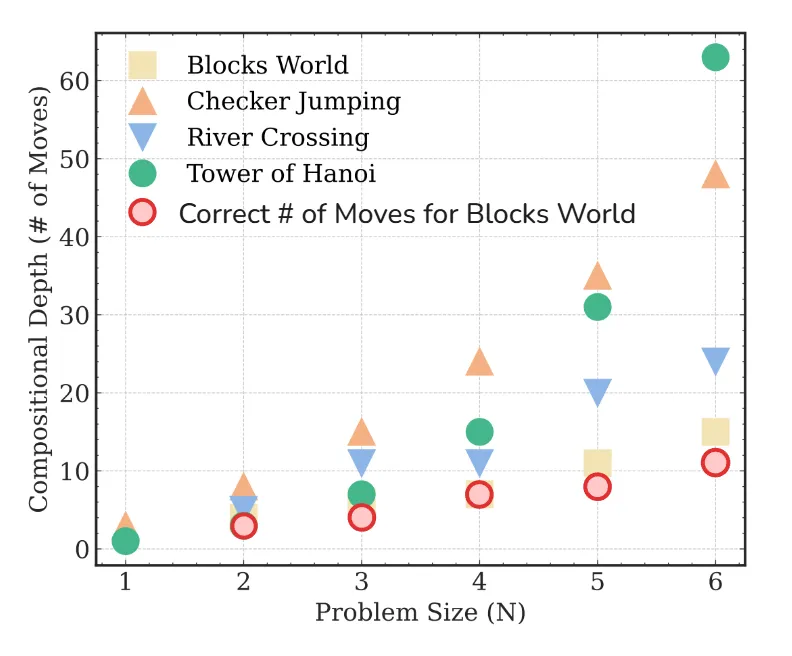 Blocks World
Checker Jumping
River Crossing
Tower of Hanoi
Correct # of Moves for Blocks World
Compositional Depth (# of Moves)
60
50
40
30
20
10
0
1 2 3 4 5 6
Problem Size (N)